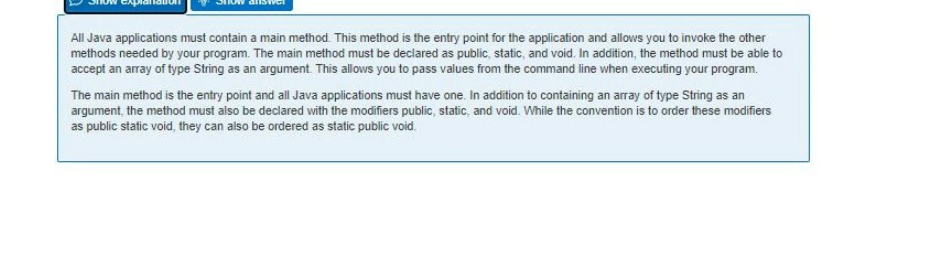 Show explanation Show answer
All Java applications must contain a main method. This method is the entry point for the application and allows you to invoke the other
methods needed by your program. The main method must be declared as public, static, and void. In addition, the method must be able to
accept an array of type String as an argument. This allows you to pass values from the command line when executing your program.
The main method is the entry point and all Java applications must have one. In addition to containing an array of type String as an
argument, the method must also be declared with the modifiers public, static, and void. While the convention is to order these modifiers
as public static void, they can also be ordered as static public void.